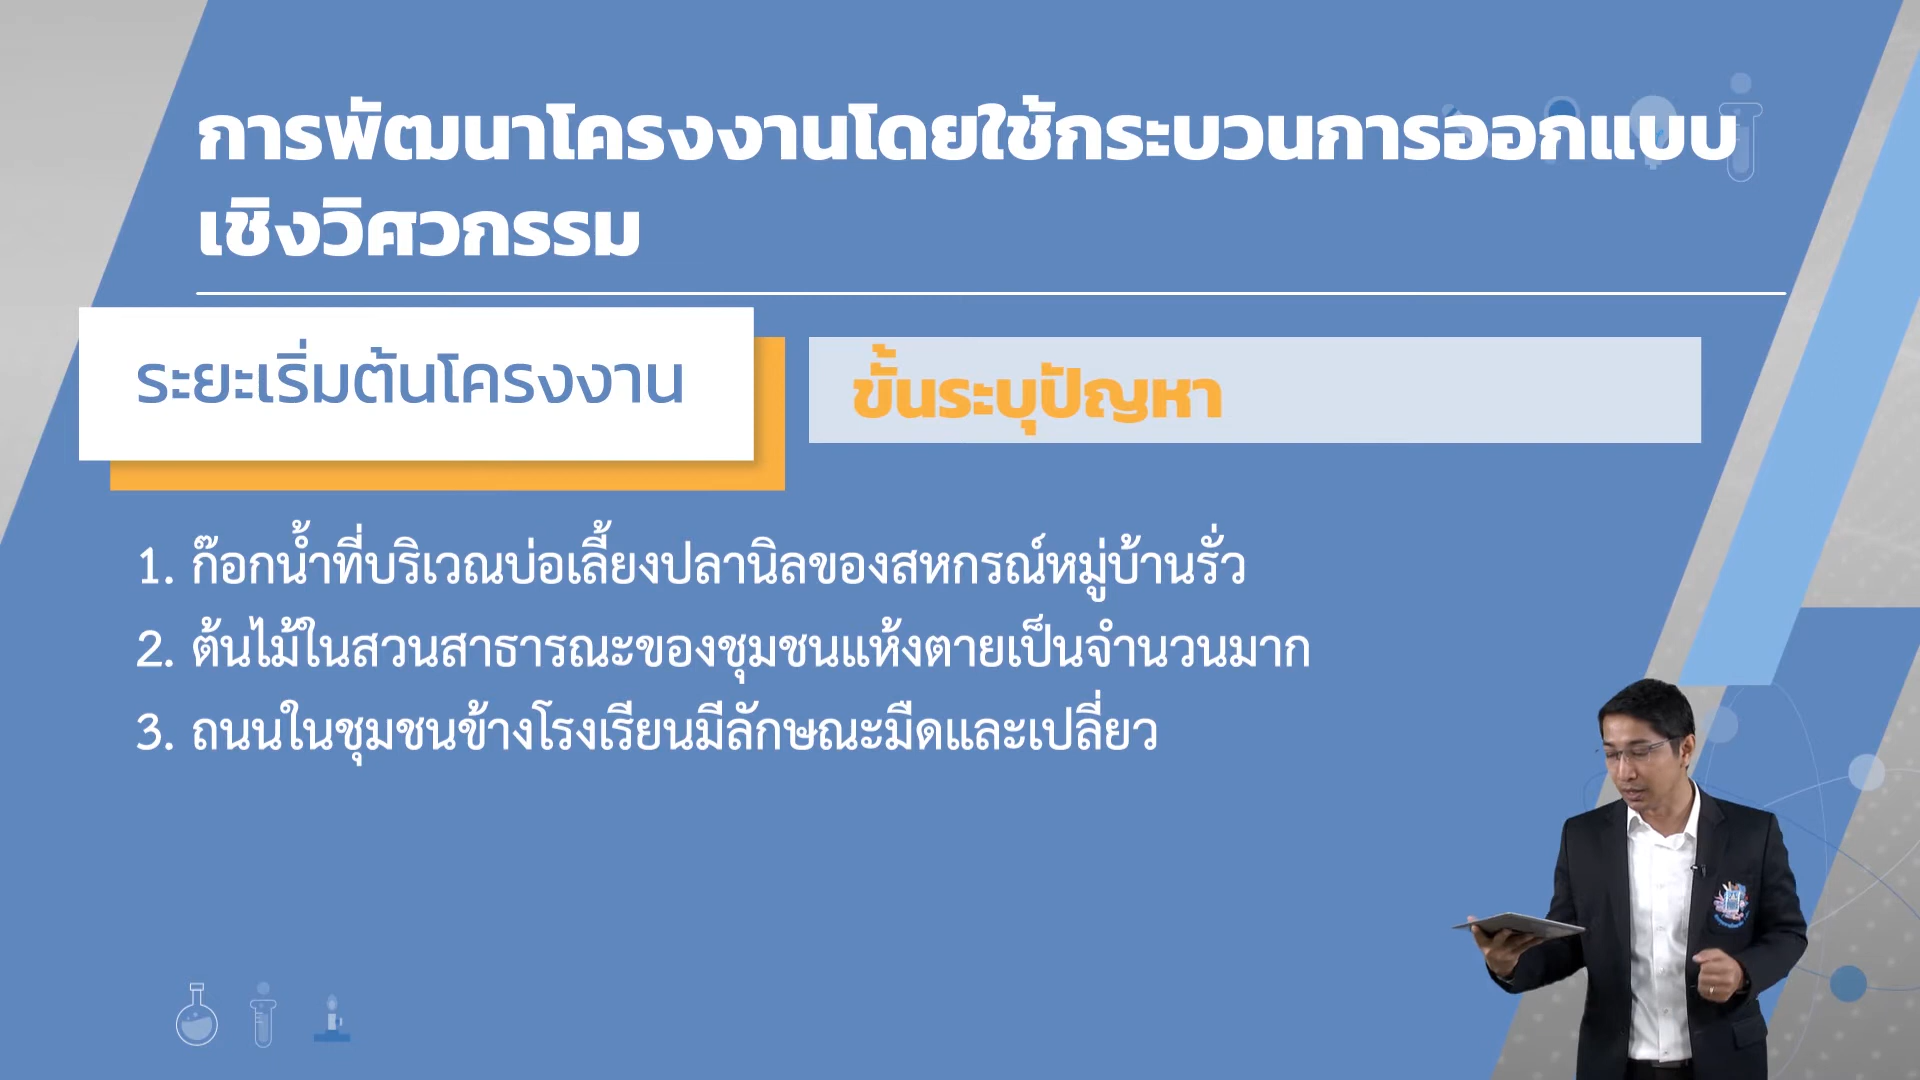 การพัฒนาโครงงานโดยใช้กระบวนการออกแบบ
เชิงวิศวกรรม
ระยะเริ่มต้นโครงงาน
ขั้นระบุปัญหา
1. ก๊อกน้ำที่บริเวณบ่อเลี้ยงปลานิลของสหกรณ์หมู่บ้านรั่ว
2. ต้นไม้ในสวนสาธารณะของชุมชนแห้งตายเป็นจำนวนมาก
3. ถนนในชุมชนข้างโรงเรียนมีลักษณะมืดและเปลี่ยว